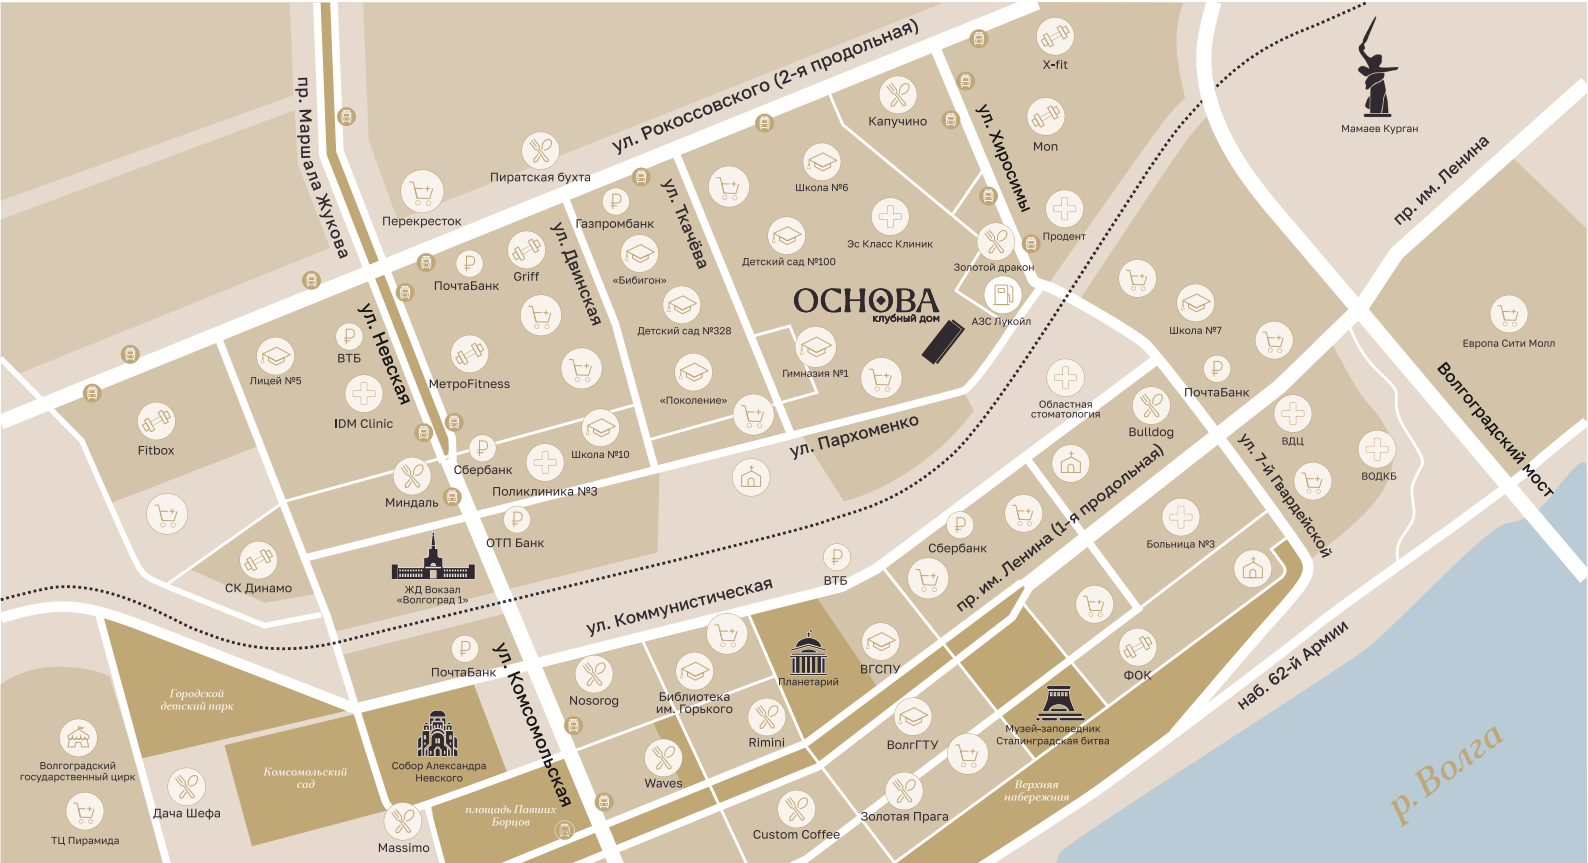 X-fit
Мамаев Курган
ул. Рокоссовского (2-я продольная)
пр. Маршала Жукова
Капучино
ул. Хиросимы
Mon
пр. им. Ленина
Пиратская бухта
Школа №6
Перекресток
ул. Ткачёва
Газпромбанк
Эс Класс Клиник
Продент
ул. Двинская
Griff
ПочтаБанк
«Бибигон»
Детский сад №100
Золотой дракон
ОСНОВА
клубный дом
АЗС Лукойл
Детский сад №328
Школа №7
Европа Сити Молл
ул. Невская
ВТБ
Лицей №5
МетроFitness
Гимназия №1
«Поколение»
ПочтаБанк
Волгоградский мост
IDM Clinic
Областная
стоматология
Bulldog
ВДЦ
Fitbox
ул. Пархоменко
Школа №10
Сбербанк
ВОДКБ
ул. 7-й Гвардейской
Поликлиника №3
Миндаль
пр. им. Ленина (1-я продольная)
ОТП Банк
Сбербанк
Больница №3
СК Динамо
ЖД Вокзал
«Волгоград 1»
ВТБ
ул. Коммунистическая
ул. Комсомольская
ПочтаБанк
Планетарий
ВГСПУ
ФОК
наб. 62-й Армии
Городской
детский парк
Nosorog
Библиотека
им. Горького
Rimini
ВолгГТУ
Музей-заповедник
Сталинградская битва
Волгоградский
государственный цирк
Комсомольский
сад
Собор Александра
Невского
Waves
Верхняя
набережная
р. Волга
Дача Шефа
площадь Павших
Борцов
Золотая Прага
Custom Coffee
ТЦ Пирамида
Massimo